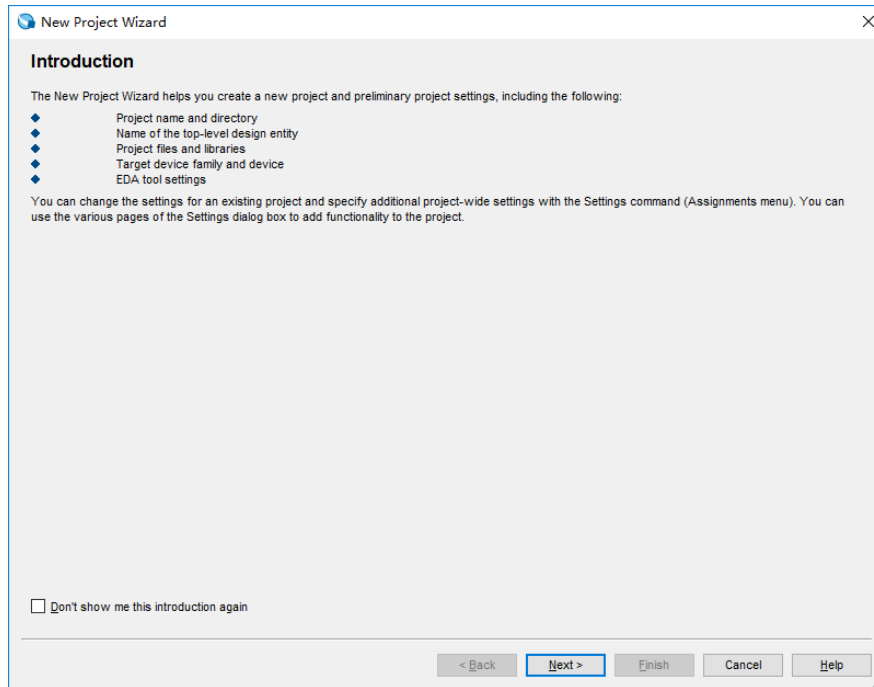 New Project Wizard
Introduction
The New Project Wizard helps you create a new project and preliminary project settings, including the following:
Project name and directory
Name of the top-level design entity
Project files and libraries
Target device family and device
EDA tool settings
You can change the settings for an existing project and specify additional project-wide settings with the Settings command (Assignments menu). You can
use the various pages of the Settings dialog box to add functionality to the project.
Don't show me this introduction again
< Back Next > Finish Cancel Help